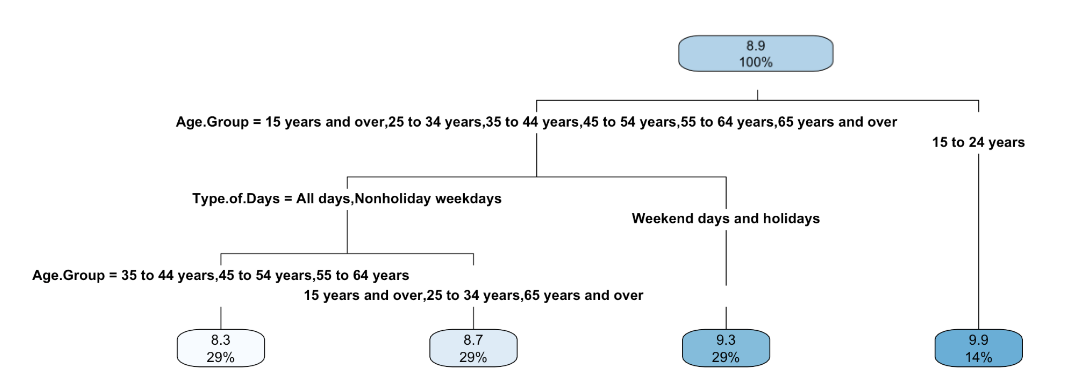 8.9
100%
Age.Group = 15 years and over,25 to 34 years,35 to 44 years,45 to 54 years,55 to 64 years,65 years and over
15 to 24 years
Type.of.Days = All days,Nonholiday weekdays
Weekend days and holidays
Age.Group = 35 to 44 years,45 to 54 years,55 to 64 years
15 years and over,25 to 34 years,65 years and over
8.3
29%
8.7
29%
9.3
29%
9.9
14%